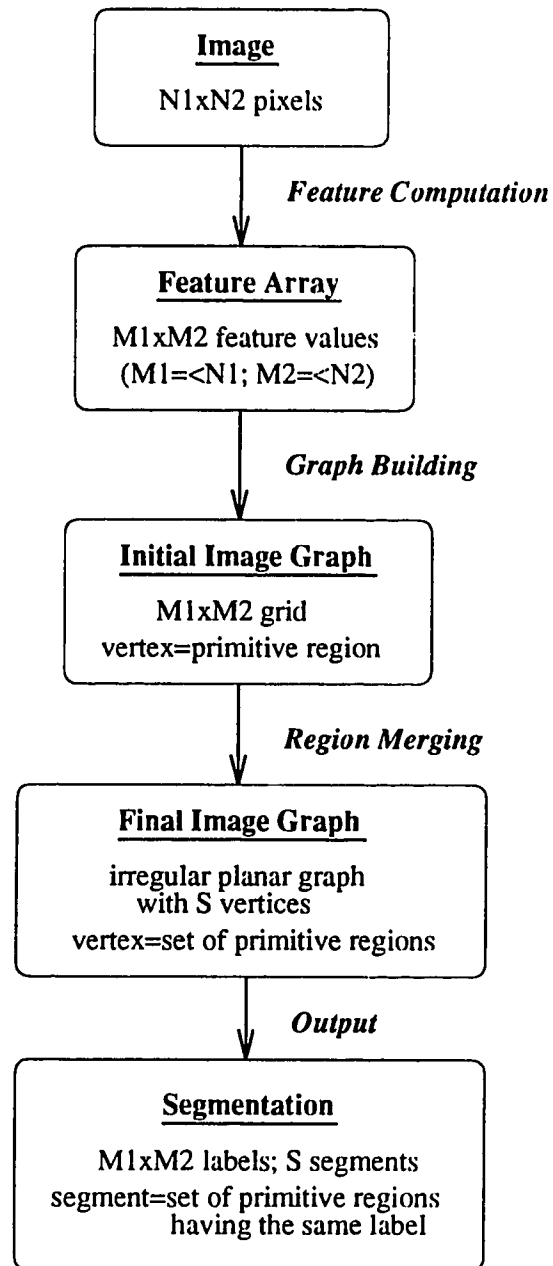 Image
N1xN2 pixels
Feature Computation
Feature Array
M1xM2 feature values
(M1=<N1; M2=<N2)
Graph Building
Initial Image Graph
M1xM2 grid
vertex=primitive region
Region Merging
Final Image Graph
irregular planar graph
with S vertices
vertex=set of primitive regions
Output
Segmentation
M1xM2 labels; S segments
segment=set of primitive regions
having the same label